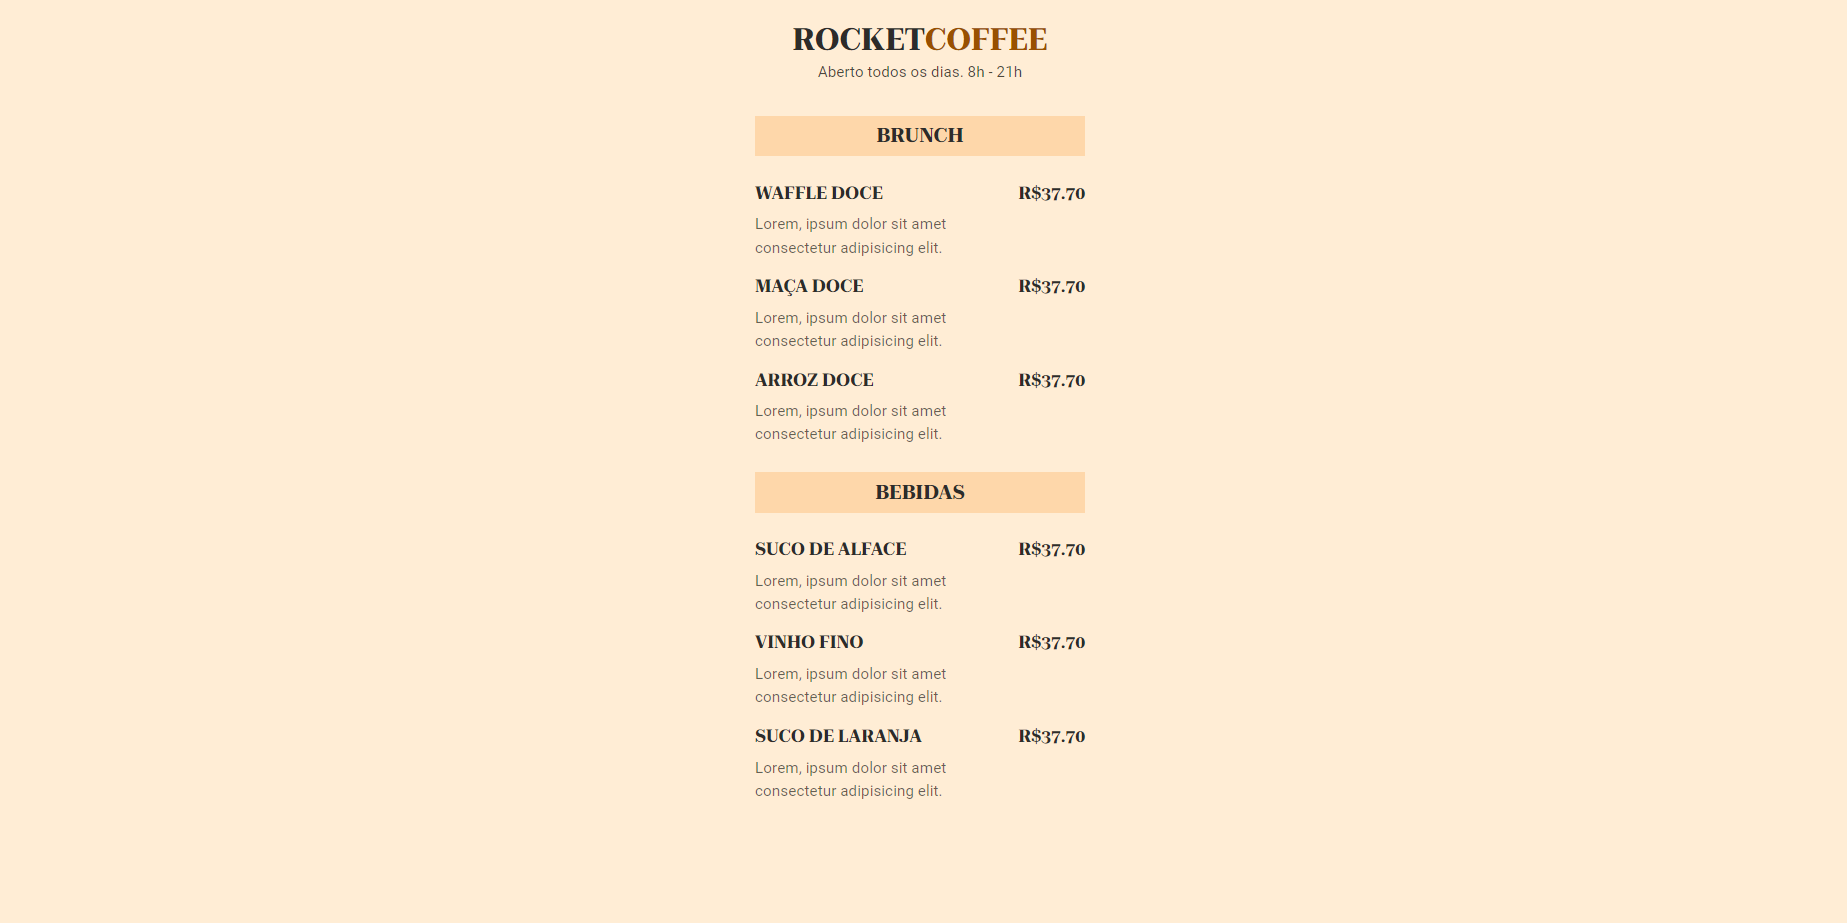 ROCKETCOFFEE
Aberto todos os dias. 8h - 21h
BRUNCH
WAFFLE DOCE R$37.70
Lorem, ipsum dolor sit amet
consectetur adipisicing elit.
MAÇA DOCE R$37.70
Lorem, ipsum dolor sit amet
consectetur adipisicing elit.
ARROZ DOCE R$37.70
Lorem, ipsum dolor sit amet
consectetur adipisicing elit.
BEBIDAS
SUCO DE ALFACE R$37.70
Lorem, ipsum dolor sit amet
consectetur adipisicing elit.
VINHO FINO R$37.70
Lorem, ipsum dolor sit amet
consectetur adipisicing elit.
SUCO DE LARANJA R$37.70
Lorem, ipsum dolor sit amet
consectetur adipisicing elit.